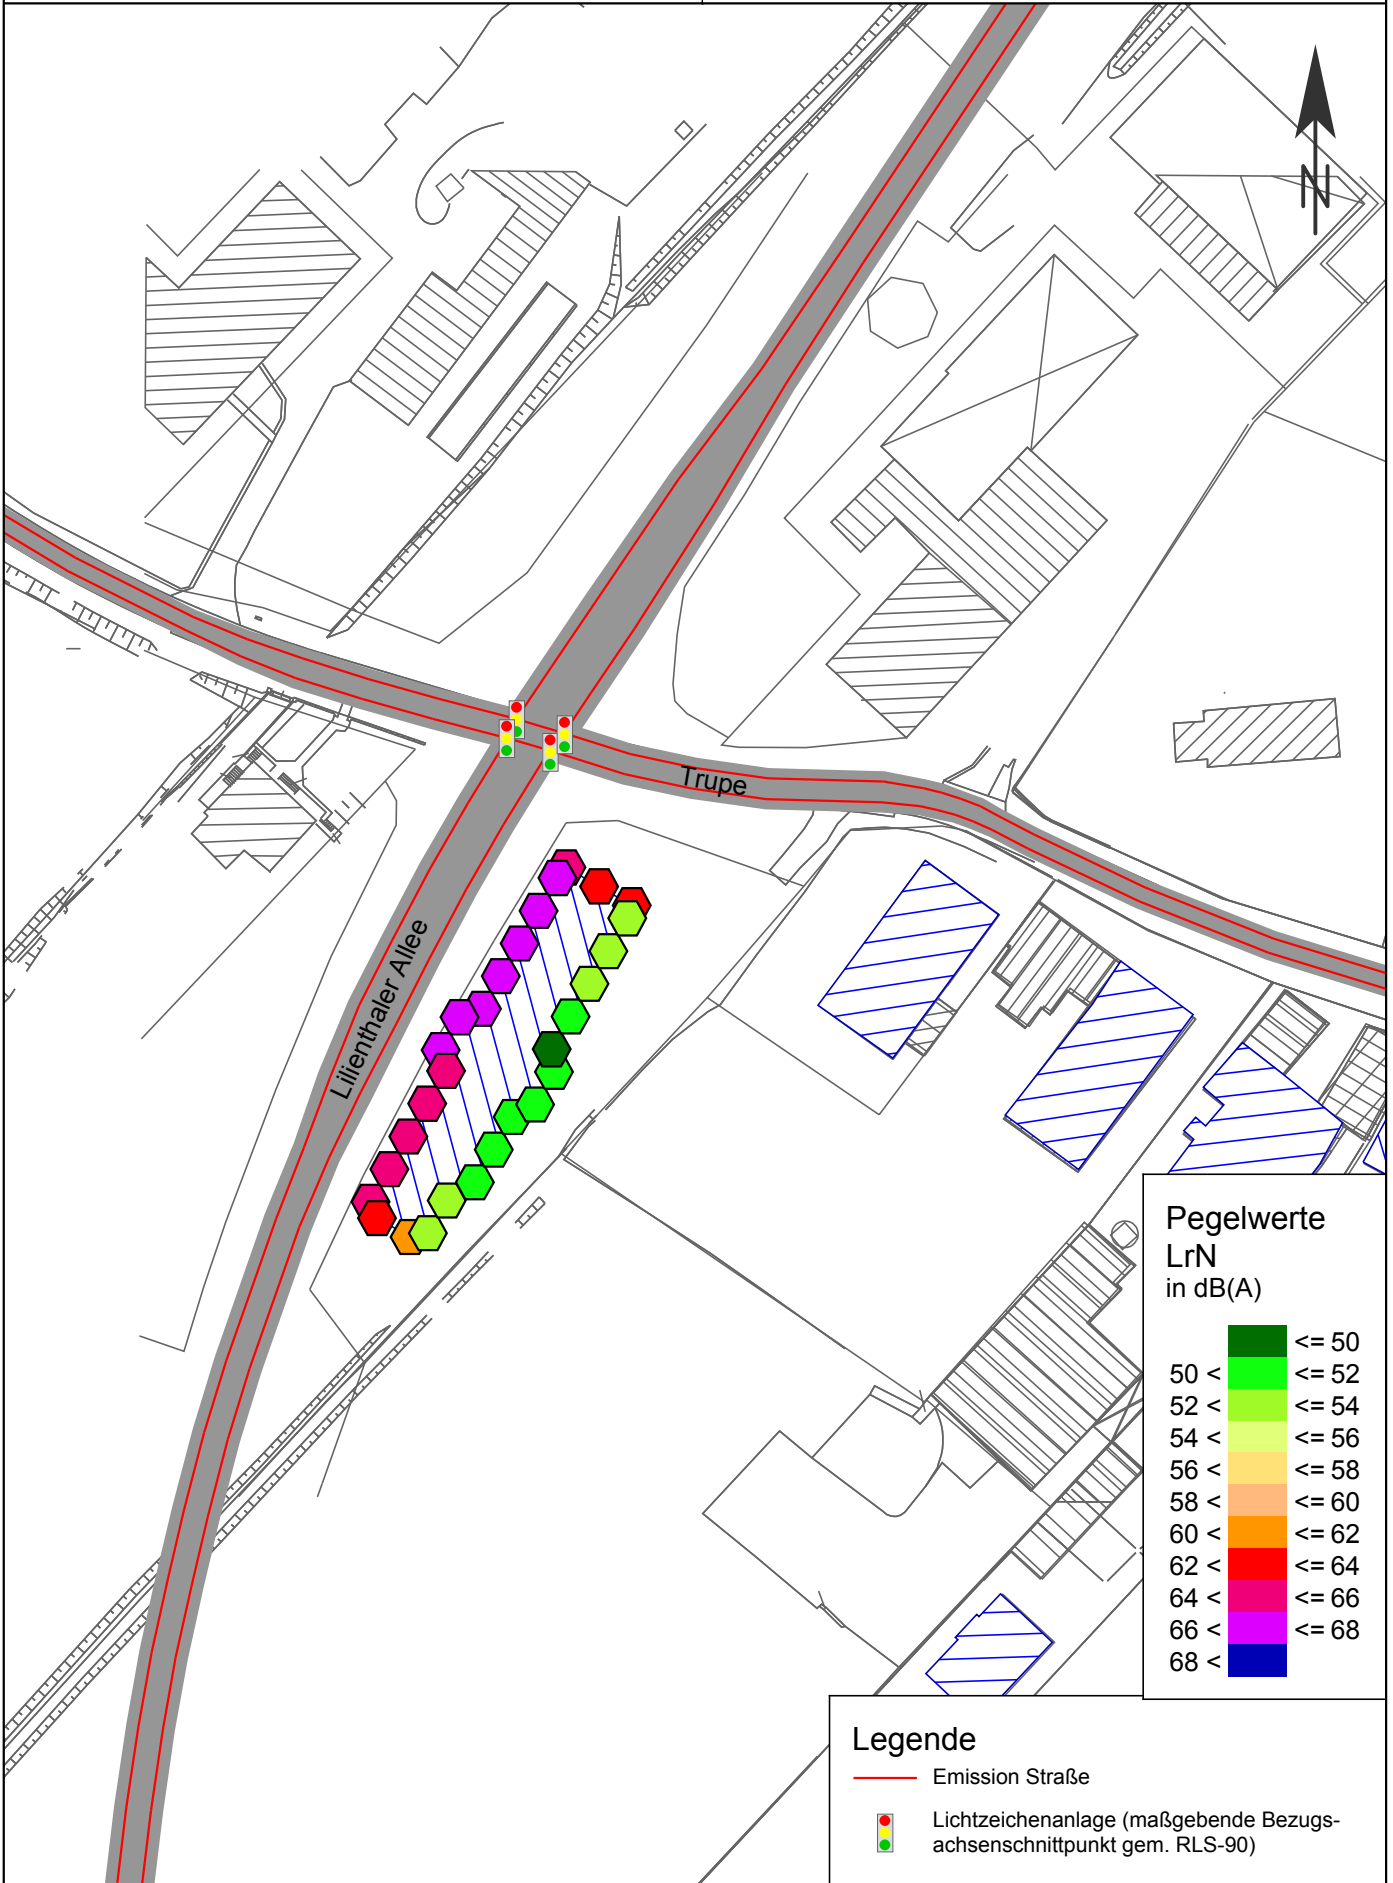 N
Trupe
Lilienthaler Allee
Pegelwerte
LrN
in dB(A)
<= 50
50 < <= 52
52 < <= 54
54 < <= 56
56 < <= 58
58 < <= 60
60 < <= 62
62 < <= 64
64 < <= 66
66 < <= 68
68 <
Legende
Emission Straße
Lichtzeichenanlage (maßgebende Bezugs-
achsenschnittpunkt gem. RLS-90)